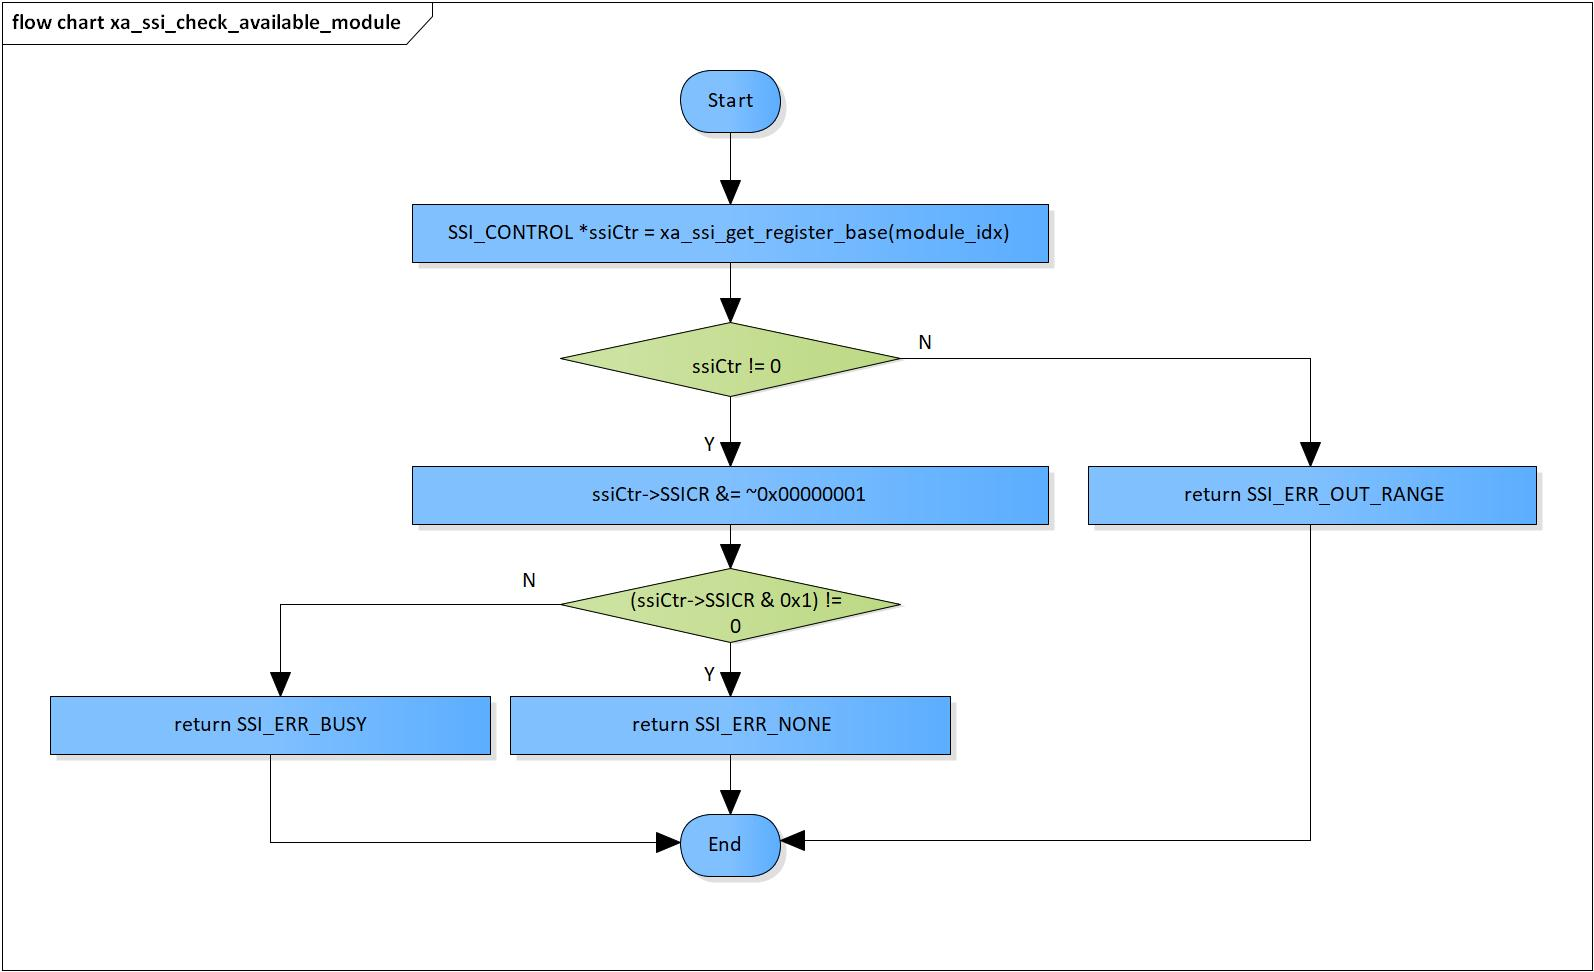 flow chart xa_ssi_check_available_module
Start
SSI_CONTROL *ssiCtr = xa_ssi_get_register_base(module_idx)
ssiCtr != 0
N
Y
ssiCtr->SSICR &= ~0x00000001
return SSI_ERR_OUT_RANGE
N
(ssiCtr->SSICR & 0x1) !=
0
Y
return SSI_ERR_BUSY
return SSI_ERR_NONE
End